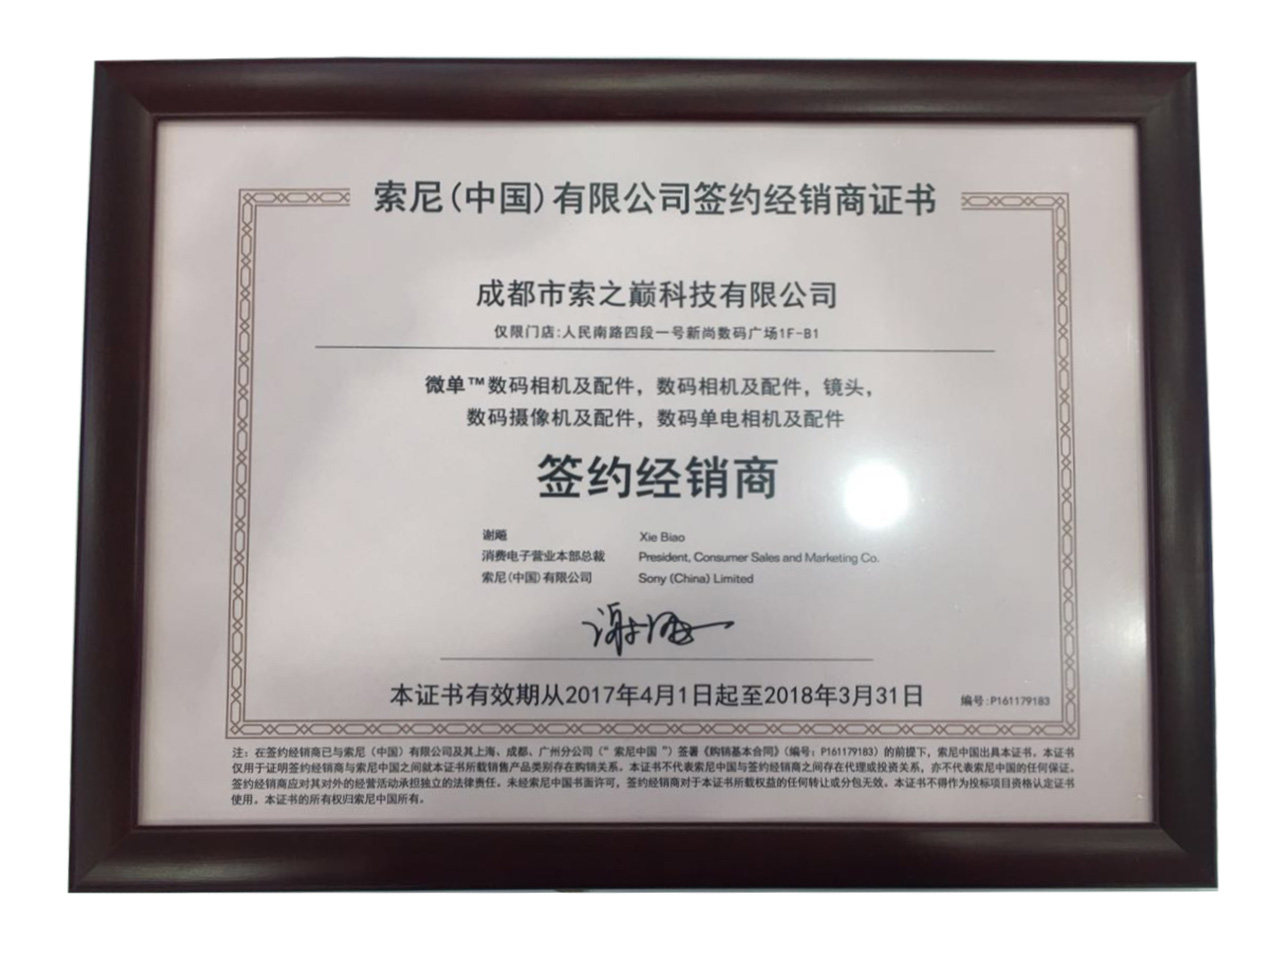 索尼(中国)有限公司签约经销商证书
成都市索之巅科技有限公司
仅限门店:人民南路四段一号新尚数码广场1F-B1
微单™数码相机及配件，数码相机及配件，镜头，
数码摄像机及配件，数码单电相机及配件
签约经销商
谢飚 Xie Biao
消费电子营业本部总裁 President, Consumer Sales and Marketing Co.
索尼(中国)有限公司 Sony (China) Limited
谢飚
本证书有效期从2017年4月1日起至2018年3月31日 编号:P161179183
注：在签约经销商已与索尼（中国）有限公司及其上海、成都、广州分公司（“索尼中国”）签署《购销基本合同》（编号：P161179183）的前提下，索尼中国出具本证书。本证书
仅用于证明签约经销商与索尼中国之间就本证书所载销售产品类别存在购销关系。本证书不代表索尼中国与签约经销商之间存在代理或投资关系，亦不代表索尼中国的任何保证。
签约经销商应对其对外的经营活动承担独立的法律责任。未经索尼中国书面许可，签约经销商对于本证书所载权益的任何转让或分包无效。本证书不得作为投标项目资格认定证书
使用。本证书的所有权归索尼中国所有。